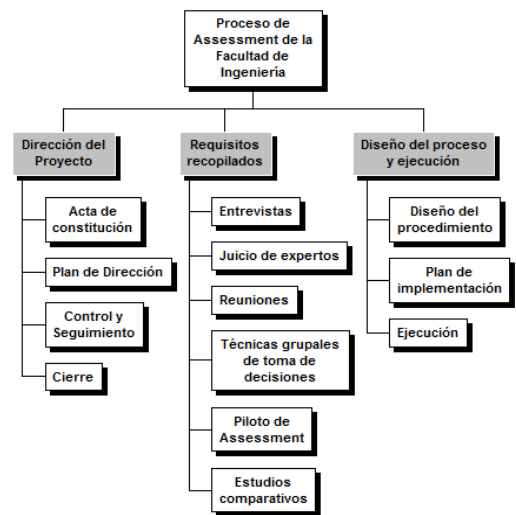 Proceso de
Assessment de la
Facultad de
Ingeniería
Dirección del
Proyecto
Acta de
constitución
Plan de Dirección
Control y
Seguimiento
Cierre
Requisitos
recopilados
Entrevistas
Juicio de expertos
Reuniones
Técnicas grupales
de toma de
decisiones
Piloto de
Assessment
Estudios
comparativos
Diseño del proceso
y ejecución
Diseño del
procedimiento
Plan de
implementación
Ejecución